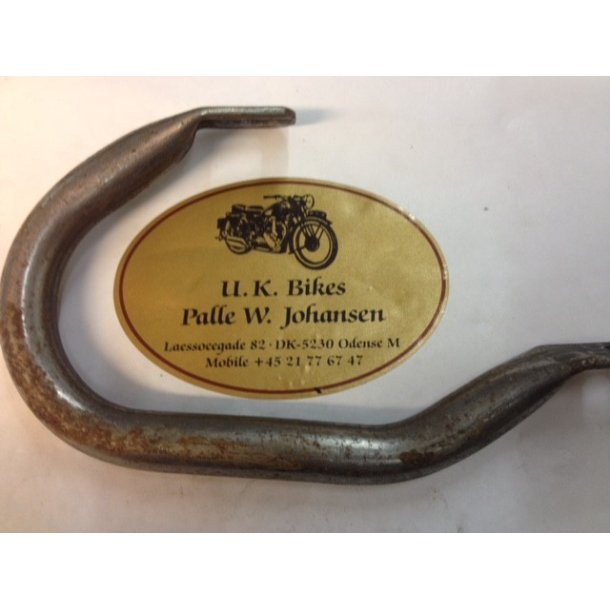 U. K. Bikes
Palle W. Johansen
Laessoeegade 82 · DK-5230 Odense M
Mobile +45 21 77 67 47